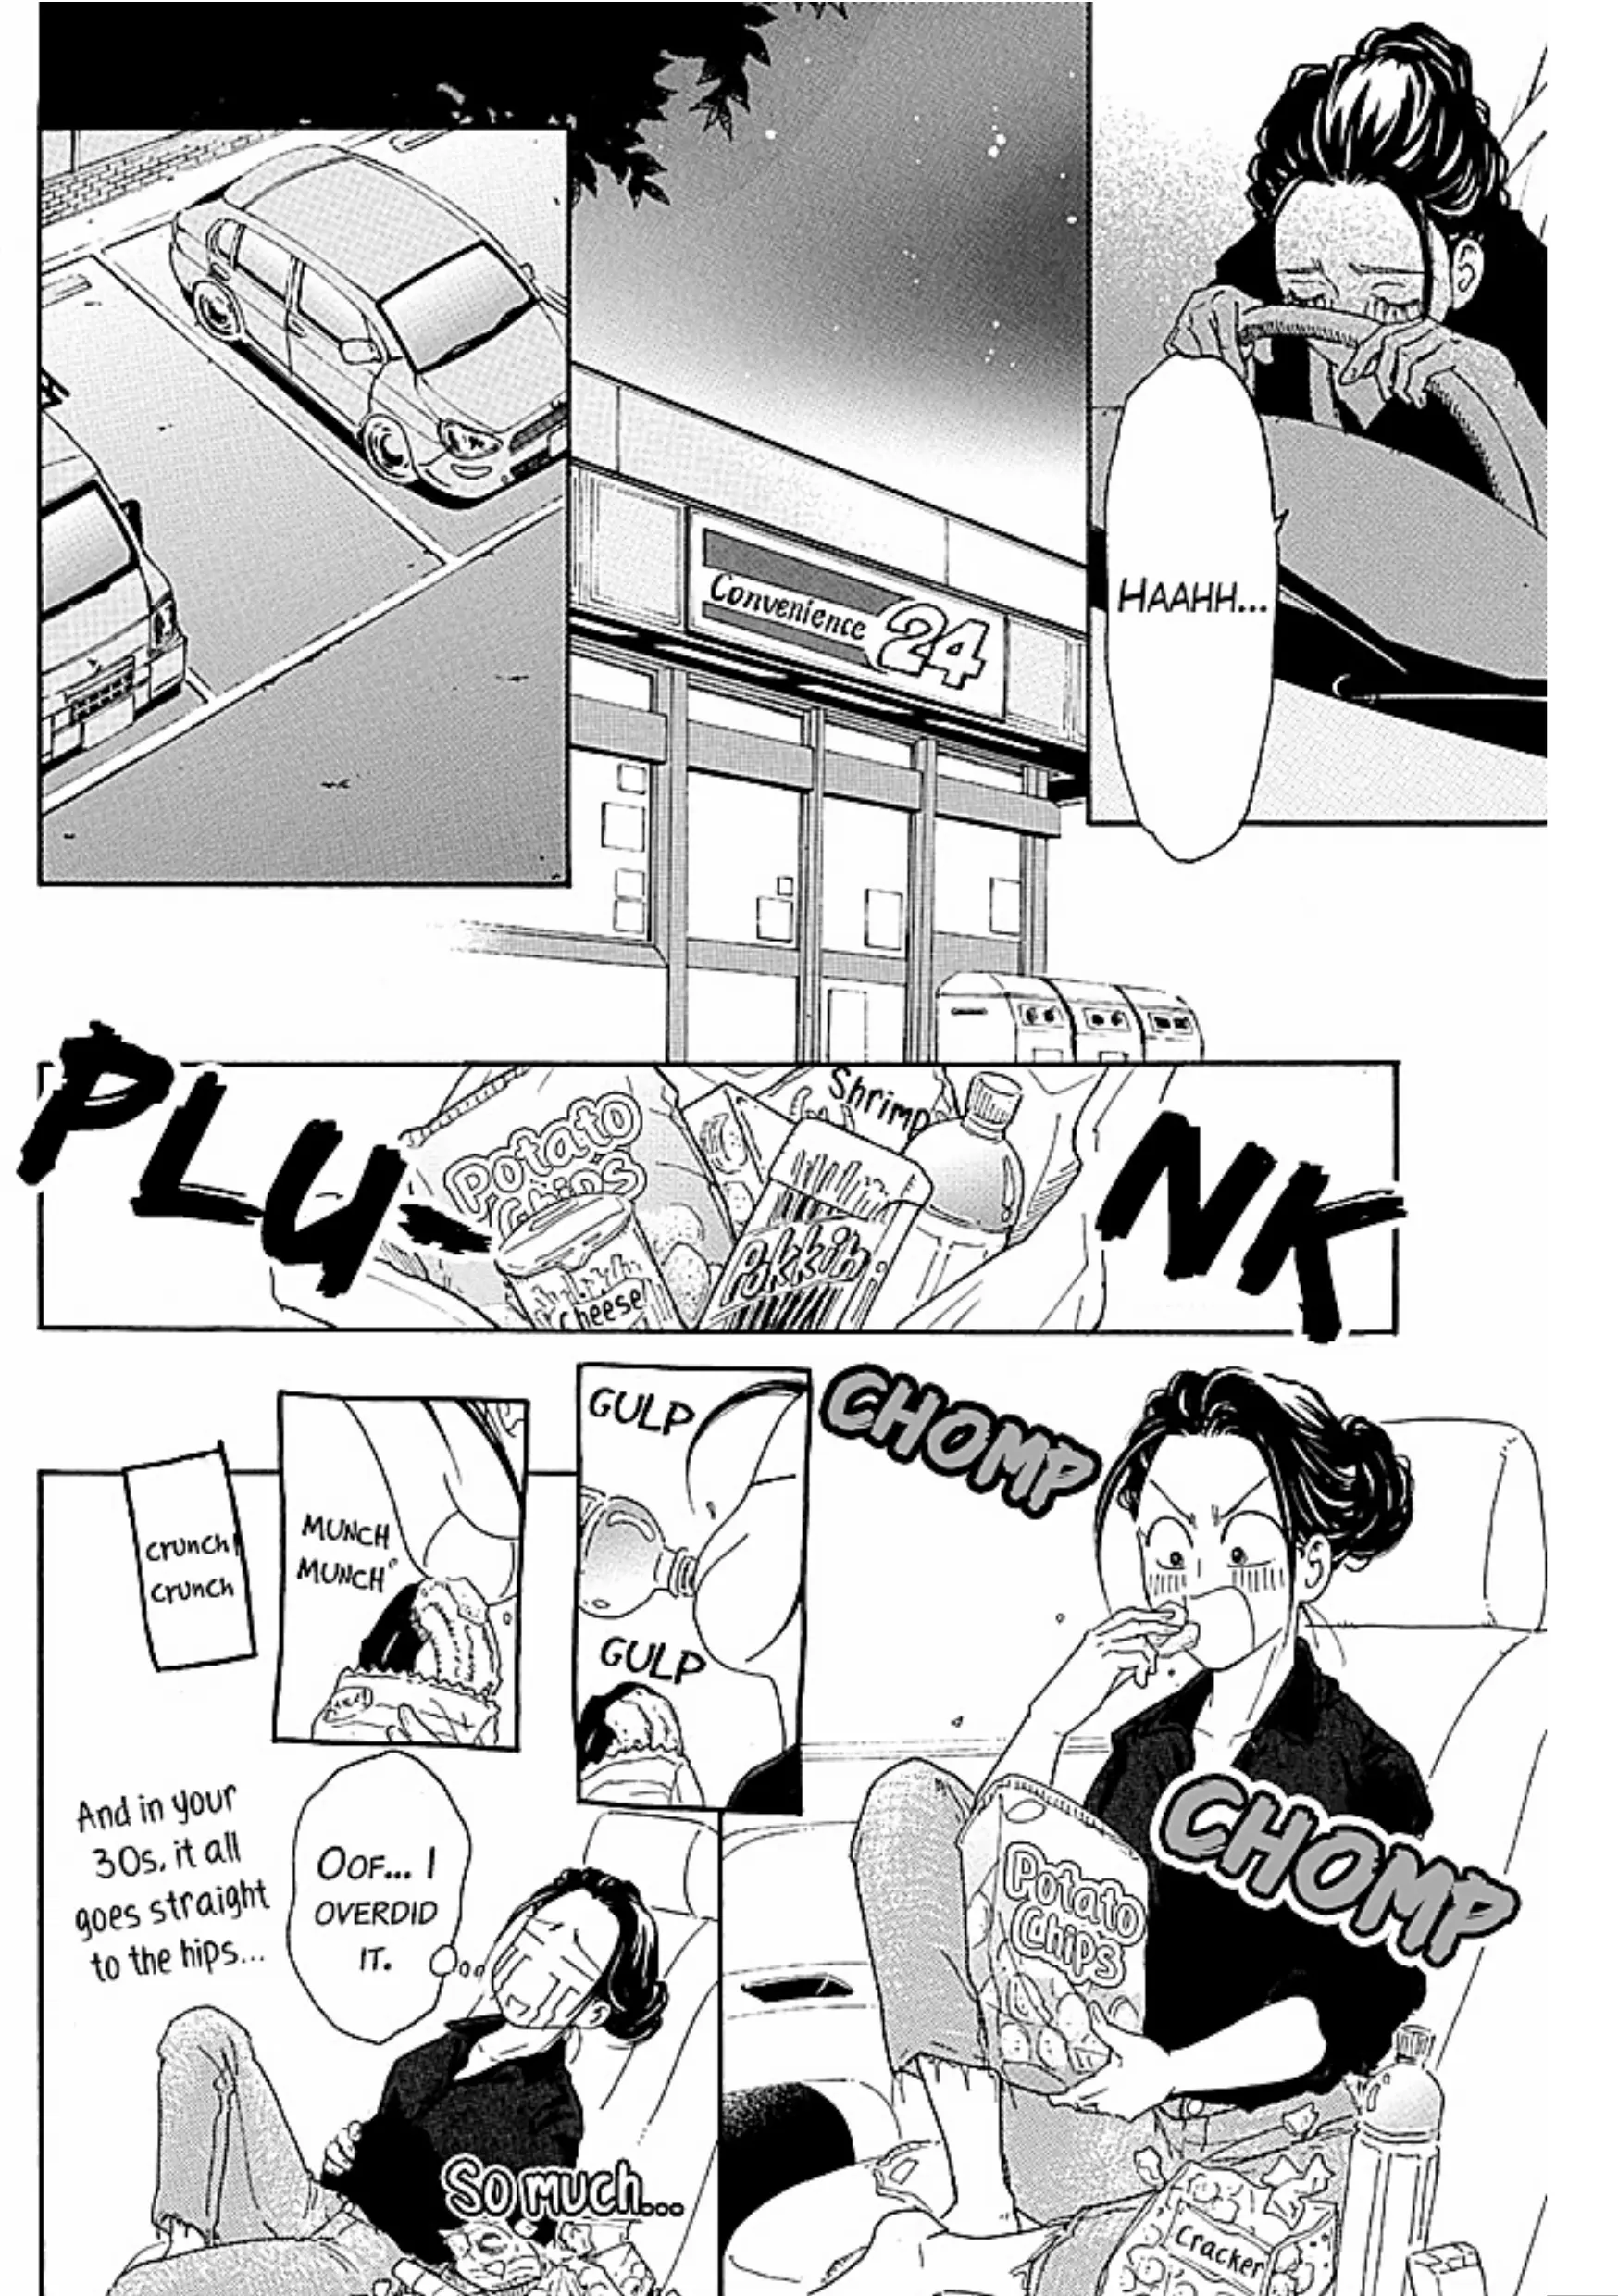 HAAHH...
Convenience 24
PLU-
NK
Potato
Chips
Shrimp
Cheese
Pokkin
CHOMP
CHOMP
Potato
Chips
Cracker
GULP
GULP
MUNCH
MUNCH
crunch
crunch
OOF... I
OVERDID
IT.
And in your
30s, it all
goes straight
to the hips...
So much...